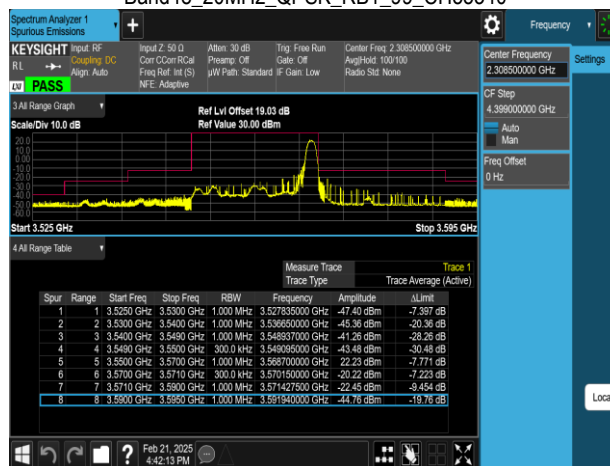 Spectrum Analyzer 1
Spurious Emissions
Frequency
KEYSIGHT
RL
Input: RF
Coupling: DC
Align: Auto
Input Z: 50 Ω
Corr CCorr RCal
Freq Ref: Int (S)
NFE: Adaptive
Atten: 30 dB
Preamp: Off
µW Path: Standard
Trig: Free Run
Gate: Off
IF Gain: Low
Center Freq: 2.308500000 GHz
Avg|Hold: 100/100
Radio Std: None
LXI PASS
3 All Range Graph
Scale/Div 10.0 dB
Ref Lvl Offset 19.03 dB
Ref Value 30.00 dBm
20.0
10.0
0.00
-10.0
-20.0
-30.0
-40.0
-50.0
-60.0
Start 3.525 GHz
Stop 3.595 GHz
4 All Range Table
Measure Trace Trace 1
Trace Type Trace Average (Active)
Spur Range Start Freq Stop Freq RBW Frequency Amplitude ΔLimit
1 1 3.5250 GHz 3.5300 GHz 1.000 MHz 3.527835000 GHz -47.40 dBm -7.397 dB
2 2 3.5300 GHz 3.5400 GHz 1.000 MHz 3.536650000 GHz -45.36 dBm -20.36 dB
3 3 3.5400 GHz 3.5490 GHz 1.000 MHz 3.548937000 GHz -41.26 dBm -28.26 dB
4 4 3.5490 GHz 3.5500 GHz 300.0 kHz 3.549095000 GHz -43.48 dBm -30.48 dB
5 5 3.5500 GHz 3.5700 GHz 1.000 MHz 3.568700000 GHz 22.23 dBm -7.771 dB
6 6 3.5700 GHz 3.5710 GHz 300.0 kHz 3.570150000 GHz -20.22 dBm -7.223 dB
7 7 3.5710 GHz 3.5900 GHz 1.000 MHz 3.571427500 GHz -22.45 dBm -9.454 dB
8 8 3.5900 GHz 3.5950 GHz 1.000 MHz 3.591940000 GHz -44.76 dBm -19.76 dB
Center Frequency
2.308500000 GHz
CF Step
4.399000000 GHz
Auto
Man
Freq Offset
0 Hz
Settings
Loca
Feb 21, 2025
4:42:13 PM